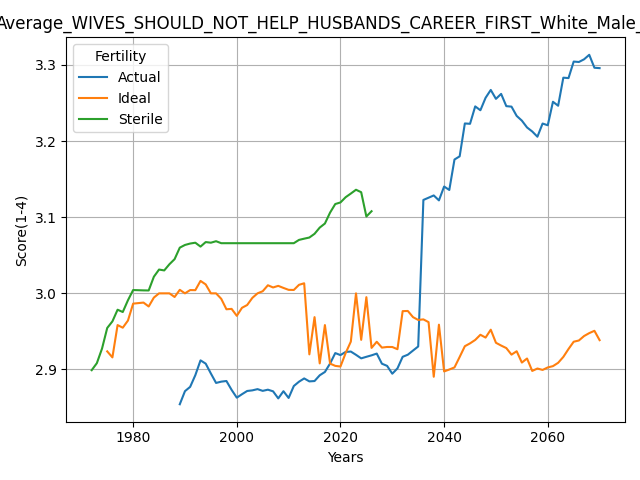 Average_WIVES_SHOULD_NOT_HELP_HUSBANDS_CAREER_FIRST_White_Male_
Fertility
Actual
Ideal
Sterile
3.3
3.2
3.1
3.0
2.9
Score(1-4)
1980 2000 2020 2040 2060
Years